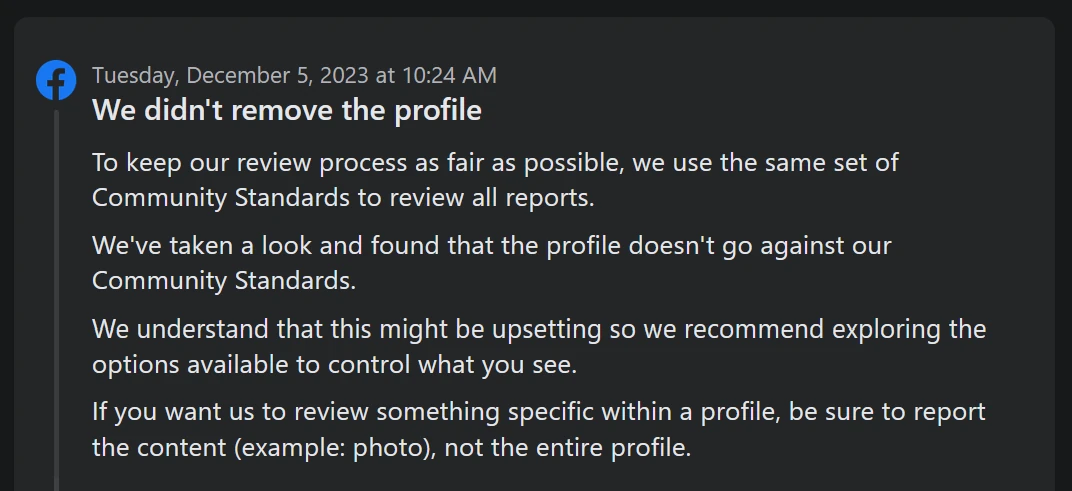 Tuesday, December 5, 2023 at 10:24 AM
We didn't remove the profile
To keep our review process as fair as possible, we use the same set of
Community Standards to review all reports.
We've taken a look and found that the profile doesn't go against our
Community Standards.
We understand that this might be upsetting so we recommend exploring the
options available to control what you see.
If you want us to review something specific within a profile, be sure to report
the content (example: photo), not the entire profile.